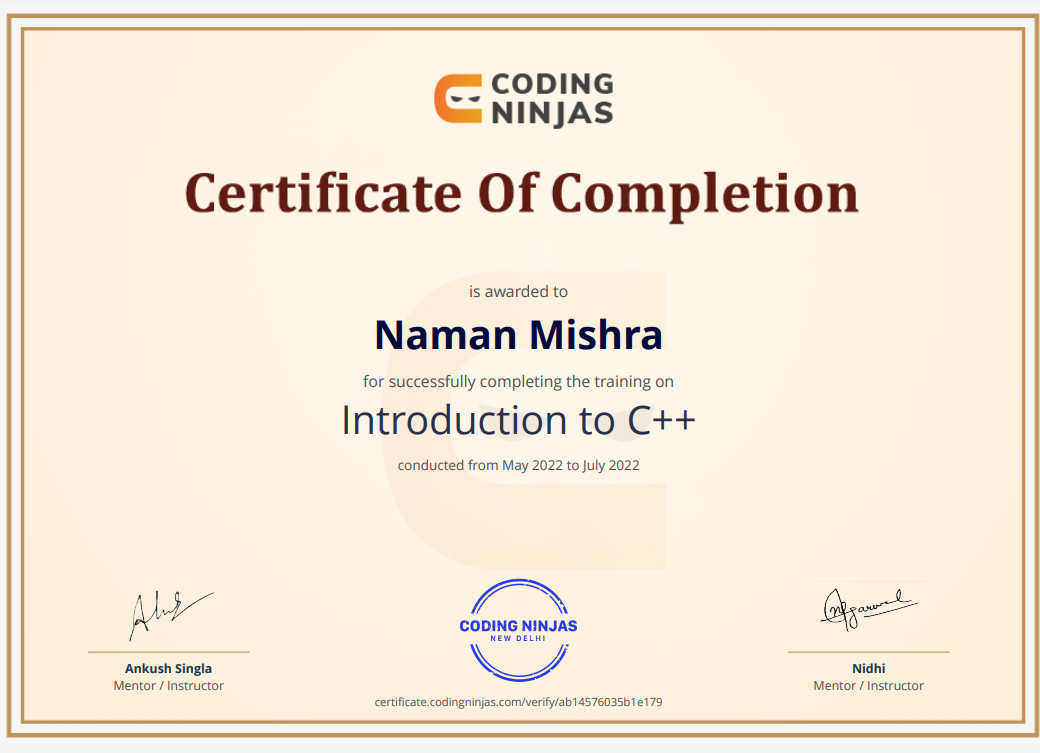 CODING
NINJAS
Certificate Of Completion
is awarded to
Naman Mishra
for successfully completing the training on
Introduction to C++
conducted from May 2022 to July 2022
Ankush Singla
Mentor / Instructor
CODING NINJAS
NEW DELHI
Agarwal
Nidhi
Mentor / Instructor
certificate.codingninjas.com/verify/ab14576035b1e179